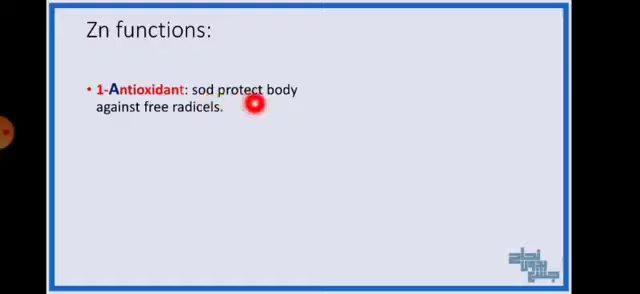 Zn functions:
• 1-Antioxidant: sod protect body
against free radicels.